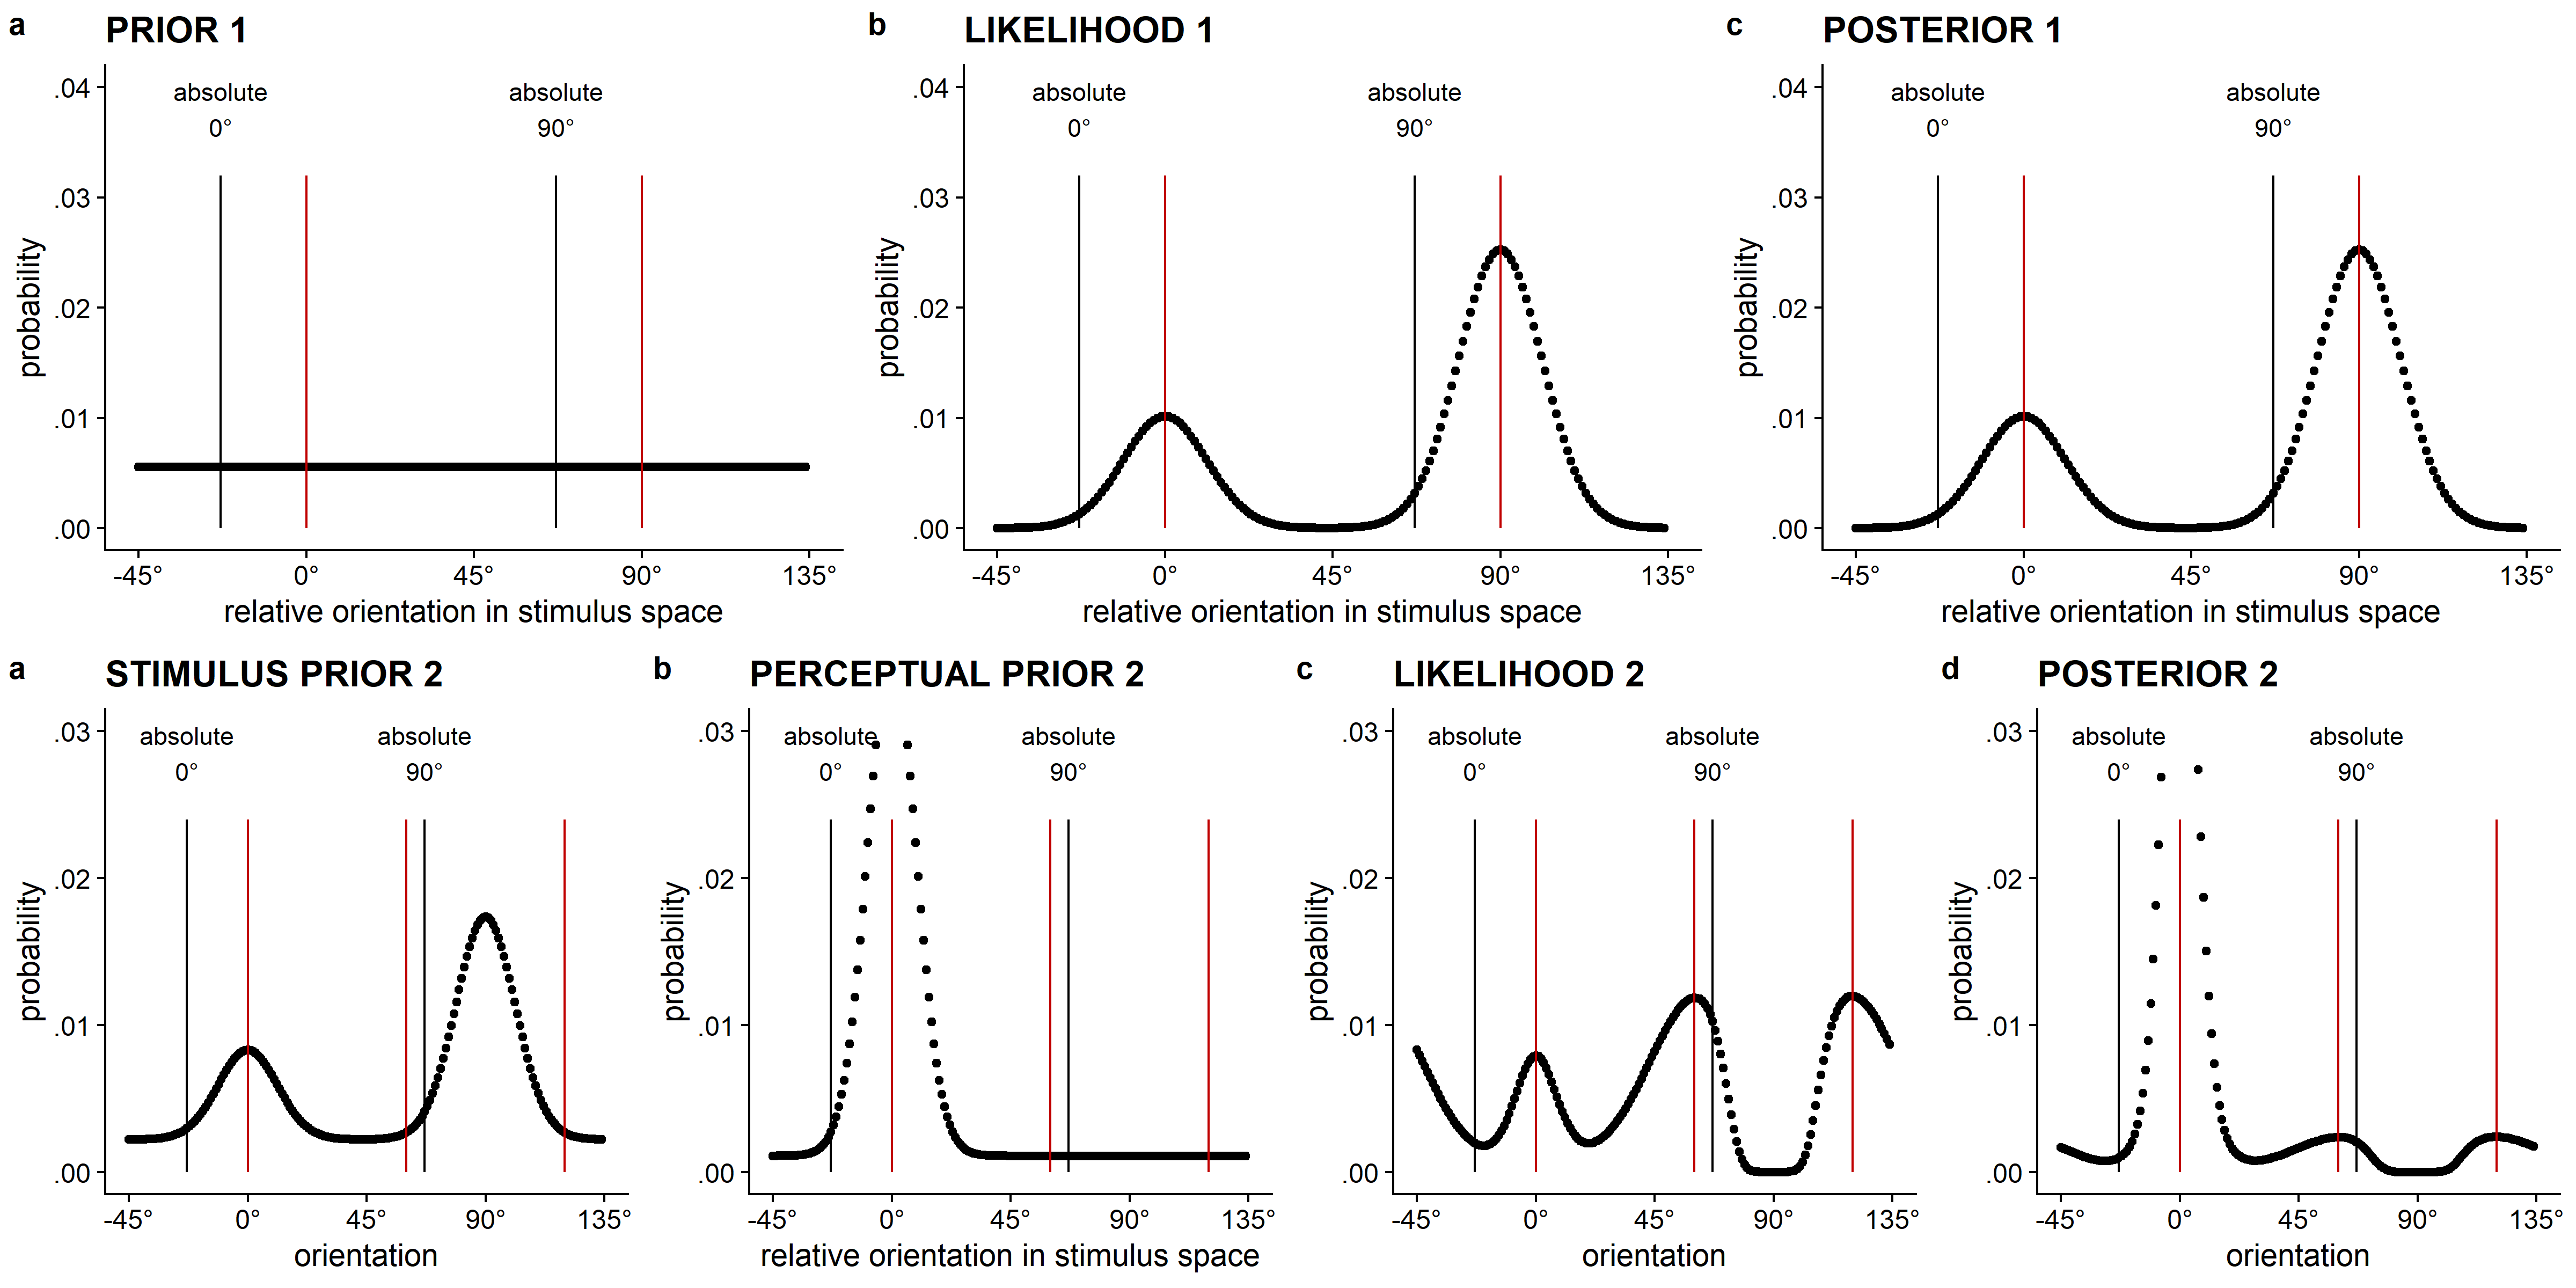 a PRIOR 1
absolute 0°
absolute 90°
probability
.04
.03
.02
.01
.00
-45° 0° 45° 90° 135°
relative orientation in stimulus space
b LIKELIHOOD 1
absolute 0°
absolute 90°
probability
.04
.03
.02
.01
.00
-45° 0° 45° 90° 135°
relative orientation in stimulus space
c POSTERIOR 1
absolute 0°
absolute 90°
probability
.04
.03
.02
.01
.00
-45° 0° 45° 90° 135°
relative orientation in stimulus space
a STIMULUS PRIOR 2
absolute 0°
absolute 90°
probability
.03
.02
.01
.00
-45° 0° 45° 90° 135°
orientation
b PERCEPTUAL PRIOR 2
absolute 0°
absolute 90°
probability
.03
.02
.01
.00
-45° 0° 45° 90° 135°
relative orientation in stimulus space
c LIKELIHOOD 2
absolute 0°
absolute 90°
probability
.03
.02
.01
.00
-45° 0° 45° 90° 135°
orientation
d POSTERIOR 2
absolute 0°
absolute 90°
probability
.03
.02
.01
.00
-45° 0° 45° 90° 135°
orientation